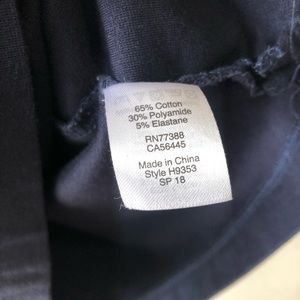 65% Cotton
30% Polyamide
5% Elastane
RN77388
CA56445
Made in China
Style H9353
SP 18